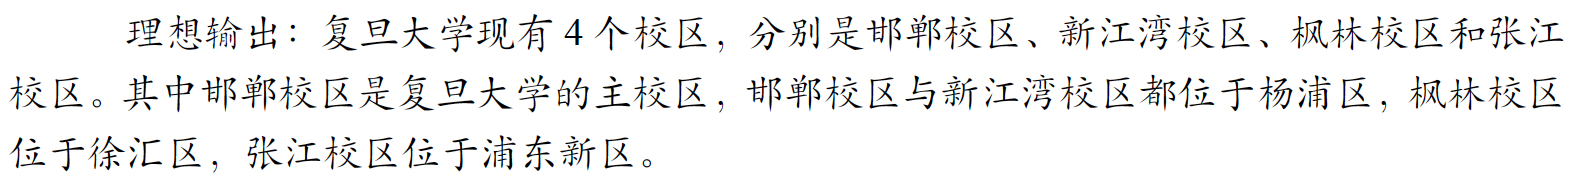 理想输出：复旦大学现有 4 个校区，分别是邯郸校区、新江湾校区、枫林校区和张江
校区。其中邯郸校区是复旦大学的主校区，邯郸校区与新江湾校区都位于杨浦区，枫林校区
位于徐汇区，张江校区位于浦东新区。